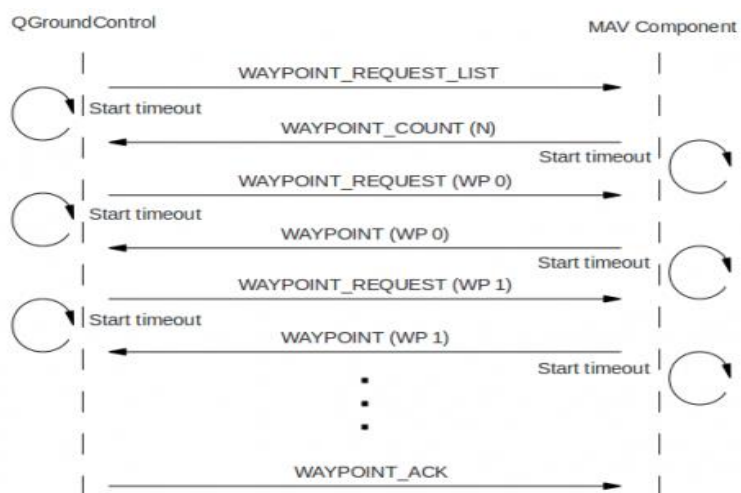 QGroundControl
MAV Component
WAYPOINT_REQUEST_LIST
Start timeout
WAYPOINT_COUNT (N)
Start timeout
WAYPOINT_REQUEST (WP 0)
Start timeout
WAYPOINT (WP 0)
Start timeout
WAYPOINT_REQUEST (WP 1)
Start timeout
WAYPOINT (WP 1)
Start timeout
WAYPOINT_ACK